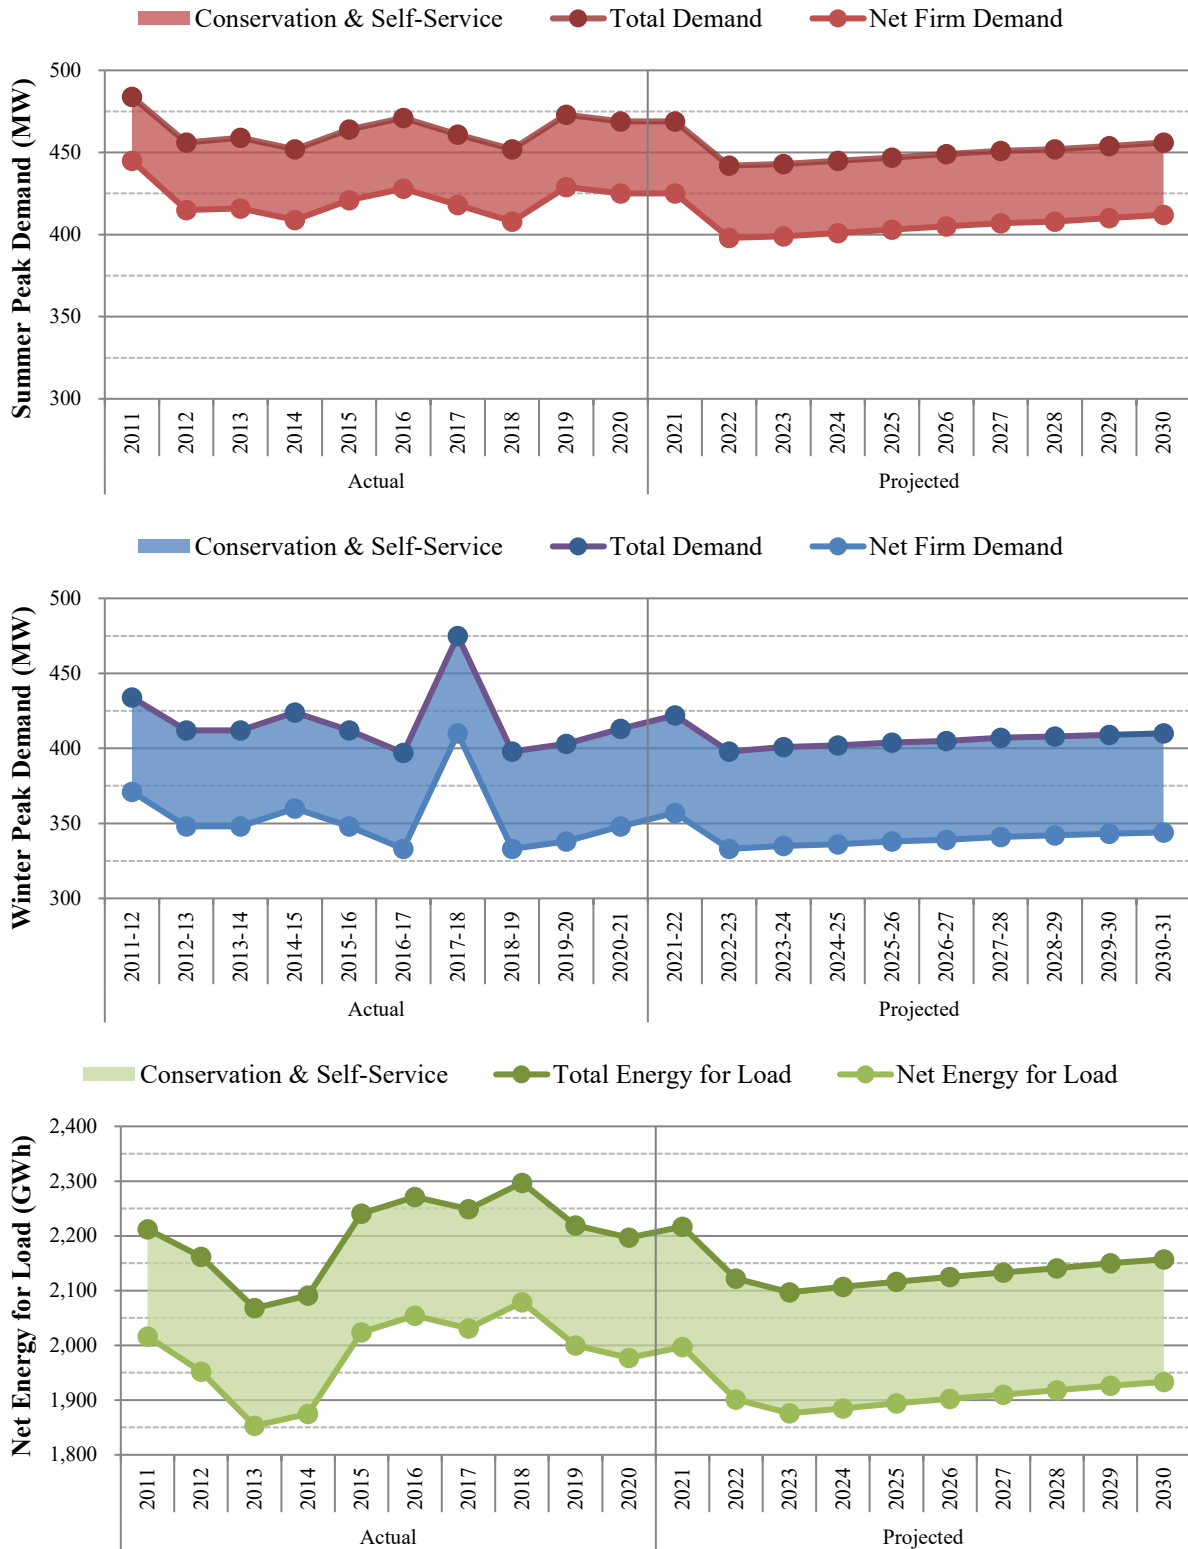 Conservation & Self-Service Total Demand Net Firm Demand
Summer Peak Demand (MW)
500
450
400
350
300
2011 2012 2013 2014 2015 2016 2017 2018 2019 2020 2021 2022 2023 2024 2025 2026 2027 2028 2029 2030
Actual Projected
Conservation & Self-Service Total Demand Net Firm Demand
Winter Peak Demand (MW)
500
450
400
350
300
2011-12 2012-13 2013-14 2014-15 2015-16 2016-17 2017-18 2018-19 2019-20 2020-21 2021-22 2022-23 2023-24 2024-25 2025-26 2026-27 2027-28 2028-29 2029-30 2030-31
Actual Projected
Conservation & Self-Service Total Energy for Load Net Energy for Load
Net Energy for Load (GWh)
2,400
2,300
2,200
2,100
2,000
1,900
1,800
2011 2012 2013 2014 2015 2016 2017 2018 2019 2020 2021 2022 2023 2024 2025 2026 2027 2028 2029 2030
Actual Projected